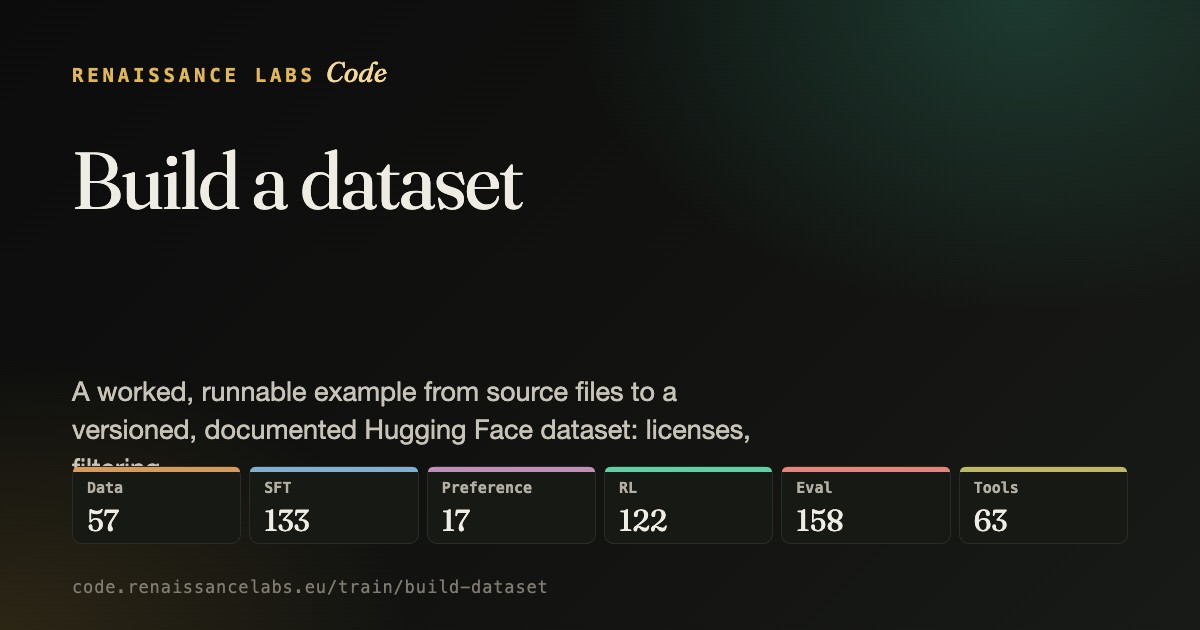 RENAISSANCE LABS Code
Build a dataset
A worked, runnable example from source files to a
versioned, documented Hugging Face dataset: licenses,
filtering
Data
57
SFT
133
Preference
17
RL
122
Eval
158
Tools
63
code.renaissancelabs.eu/train/build-dataset